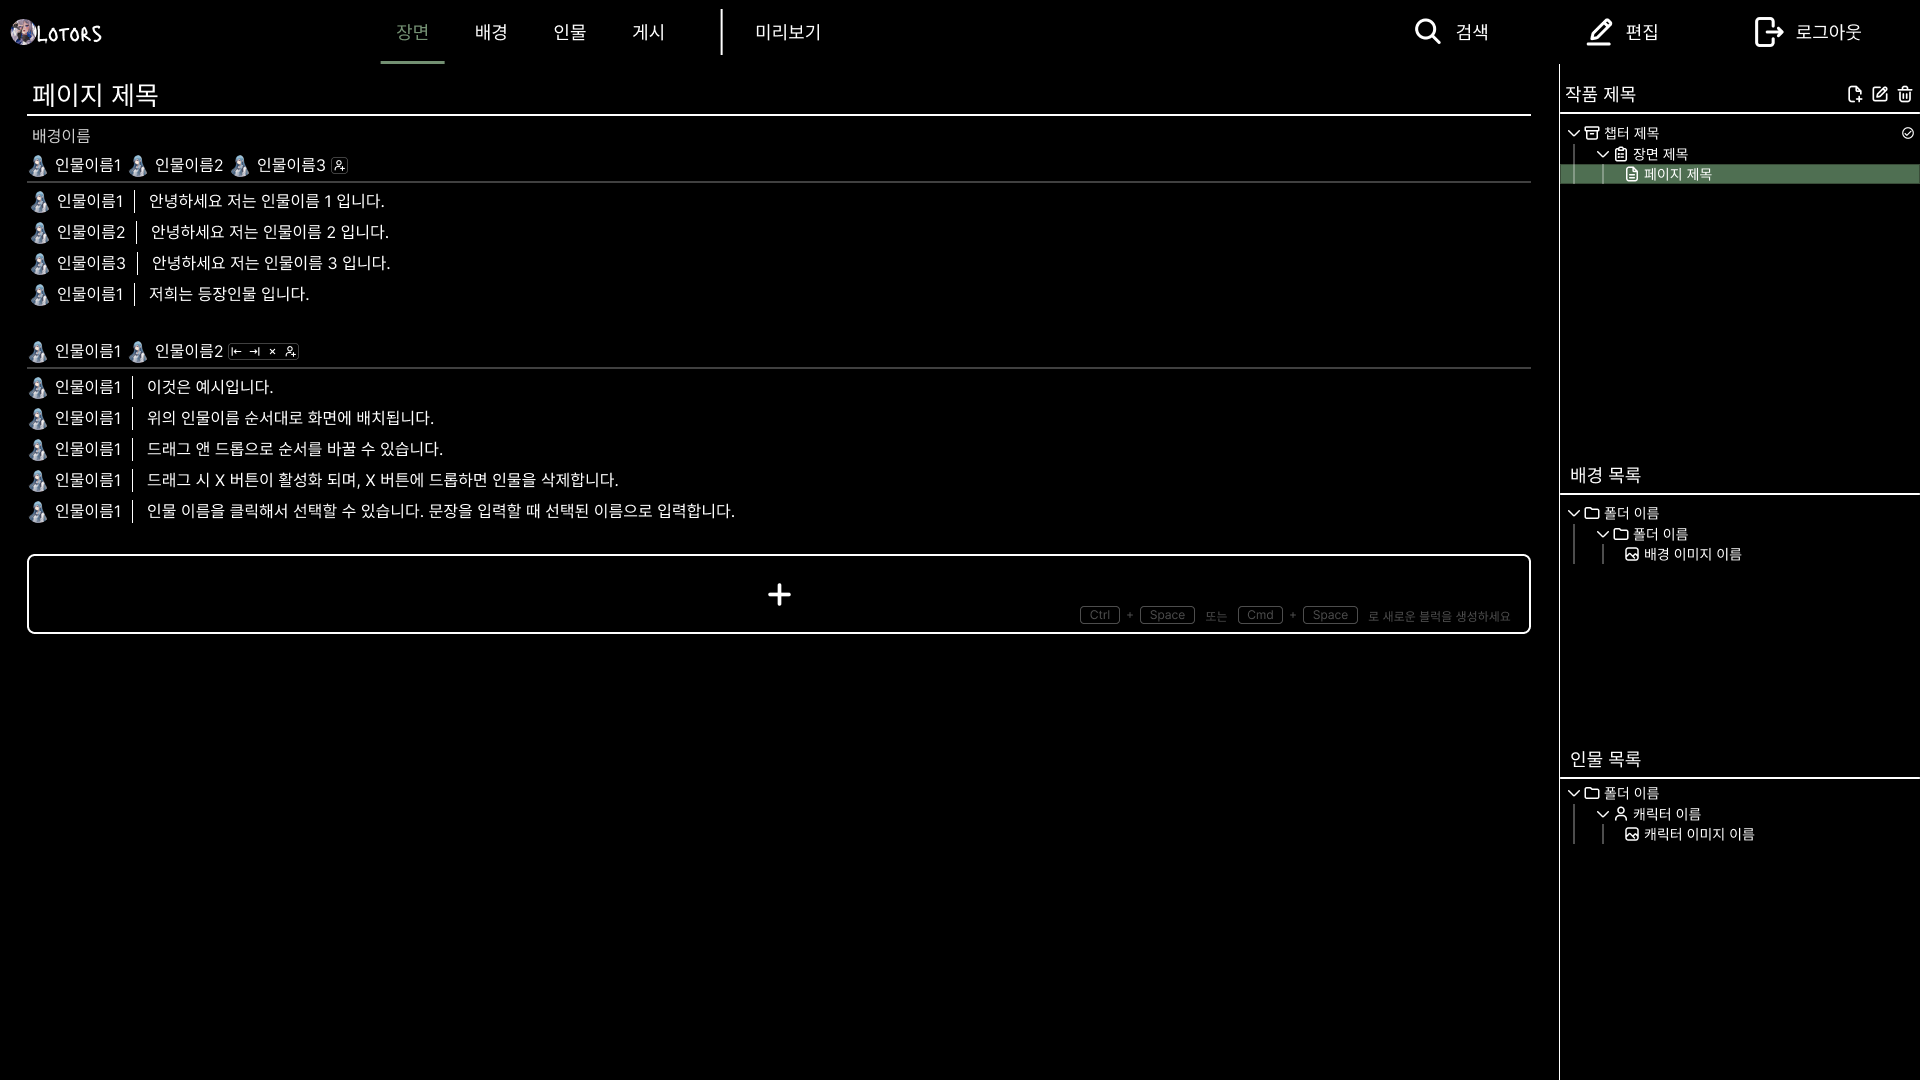 LOTORS 장면 배경 인물 게시 미리보기 검색 편집 로그아웃
페이지 제목
배경이름
인물이름1 인물이름2 인물이름3
인물이름1 안녕하세요 저는 인물이름 1 입니다.
인물이름2 안녕하세요 저는 인물이름 2 입니다.
인물이름3 안녕하세요 저는 인물이름 3 입니다.
인물이름1 저희는 등장인물 입니다.
인물이름1 인물이름2
인물이름1 이것은 예시입니다.
인물이름1 위의 인물이름 순서대로 화면에 배치됩니다.
인물이름1 드래그 앤 드롭으로 순서를 바꿀 수 있습니다.
인물이름1 드래그 시 X 버튼이 활성화 되며, X 버튼에 드롭하면 인물을 삭제합니다.
인물이름1 인물 이름을 클릭해서 선택할 수 있습니다. 문장을 입력할 때 선택된 이름으로 입력합니다.
Ctrl + Space 또는 Cmd + Space 로 새로운 블럭을 생성하세요
작품 제목
챕터 제목
장면 제목
페이지 제목
배경 목록
폴더 이름
폴더 이름
배경 이미지 이름
인물 목록
폴더 이름
캐릭터 이름
캐릭터 이미지 이름